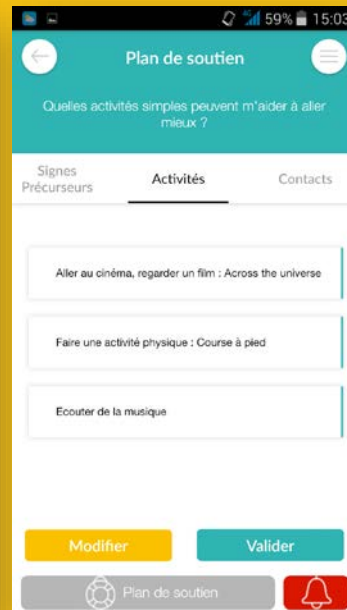 59% 15:03
Plan de soutien
Quelles activités simples peuvent m'aider à aller
mieux ?
Signes
Précurseurs
Activités
Contacts
Aller au cinéma, regarder un film : Across the universe
Faire une activité physique : Course à pied
Ecouter de la musique
Modifier
Valider
Plan de soutien